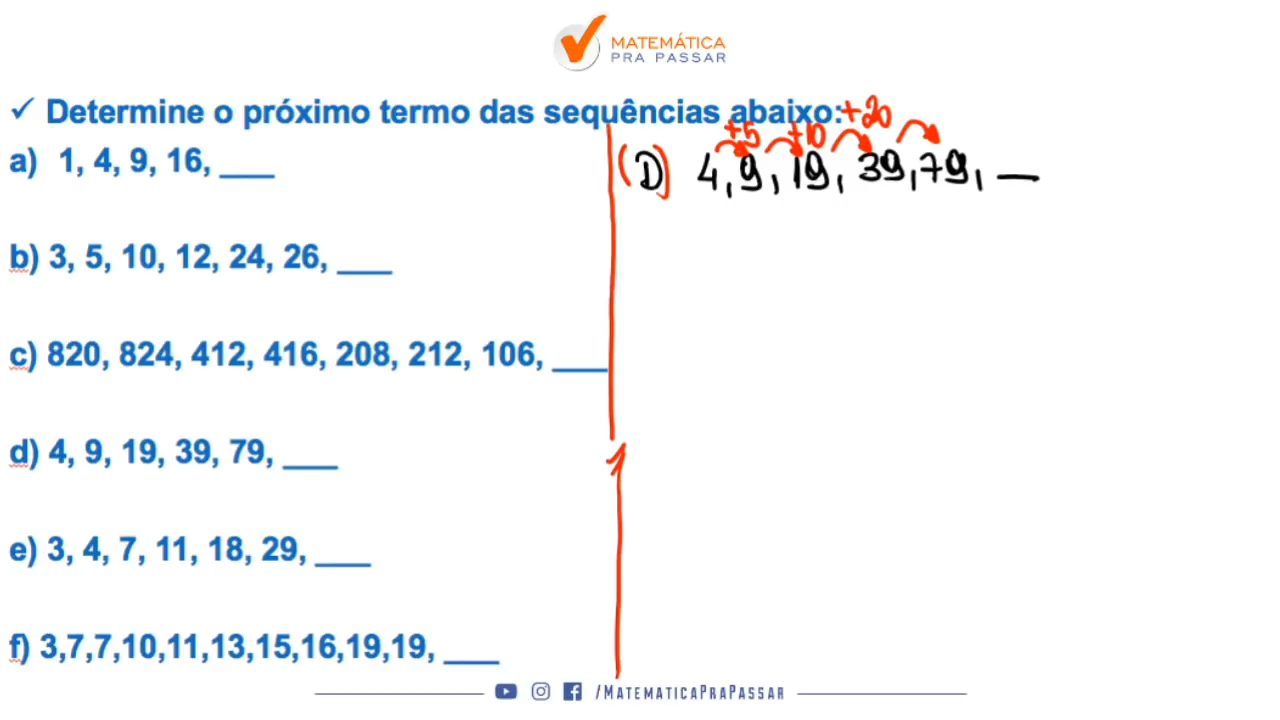 MATEMÁTICA
PRA PASSAR
✓ Determine o próximo termo das sequências abaixo:
a) 1, 4, 9, 16, ___
b) 3, 5, 10, 12, 24, 26, ___
c) 820, 824, 412, 416, 208, 212, 106, ___
d) 4, 9, 19, 39, 79, ___
e) 3, 4, 7, 11, 18, 29, ___
f) 3,7,7,10,11,13,15,16,19,19, ___
+5 +10 +20
(D) 4, 9, 19, 39, 79, __
/MATEMATICAPRAPASSAR